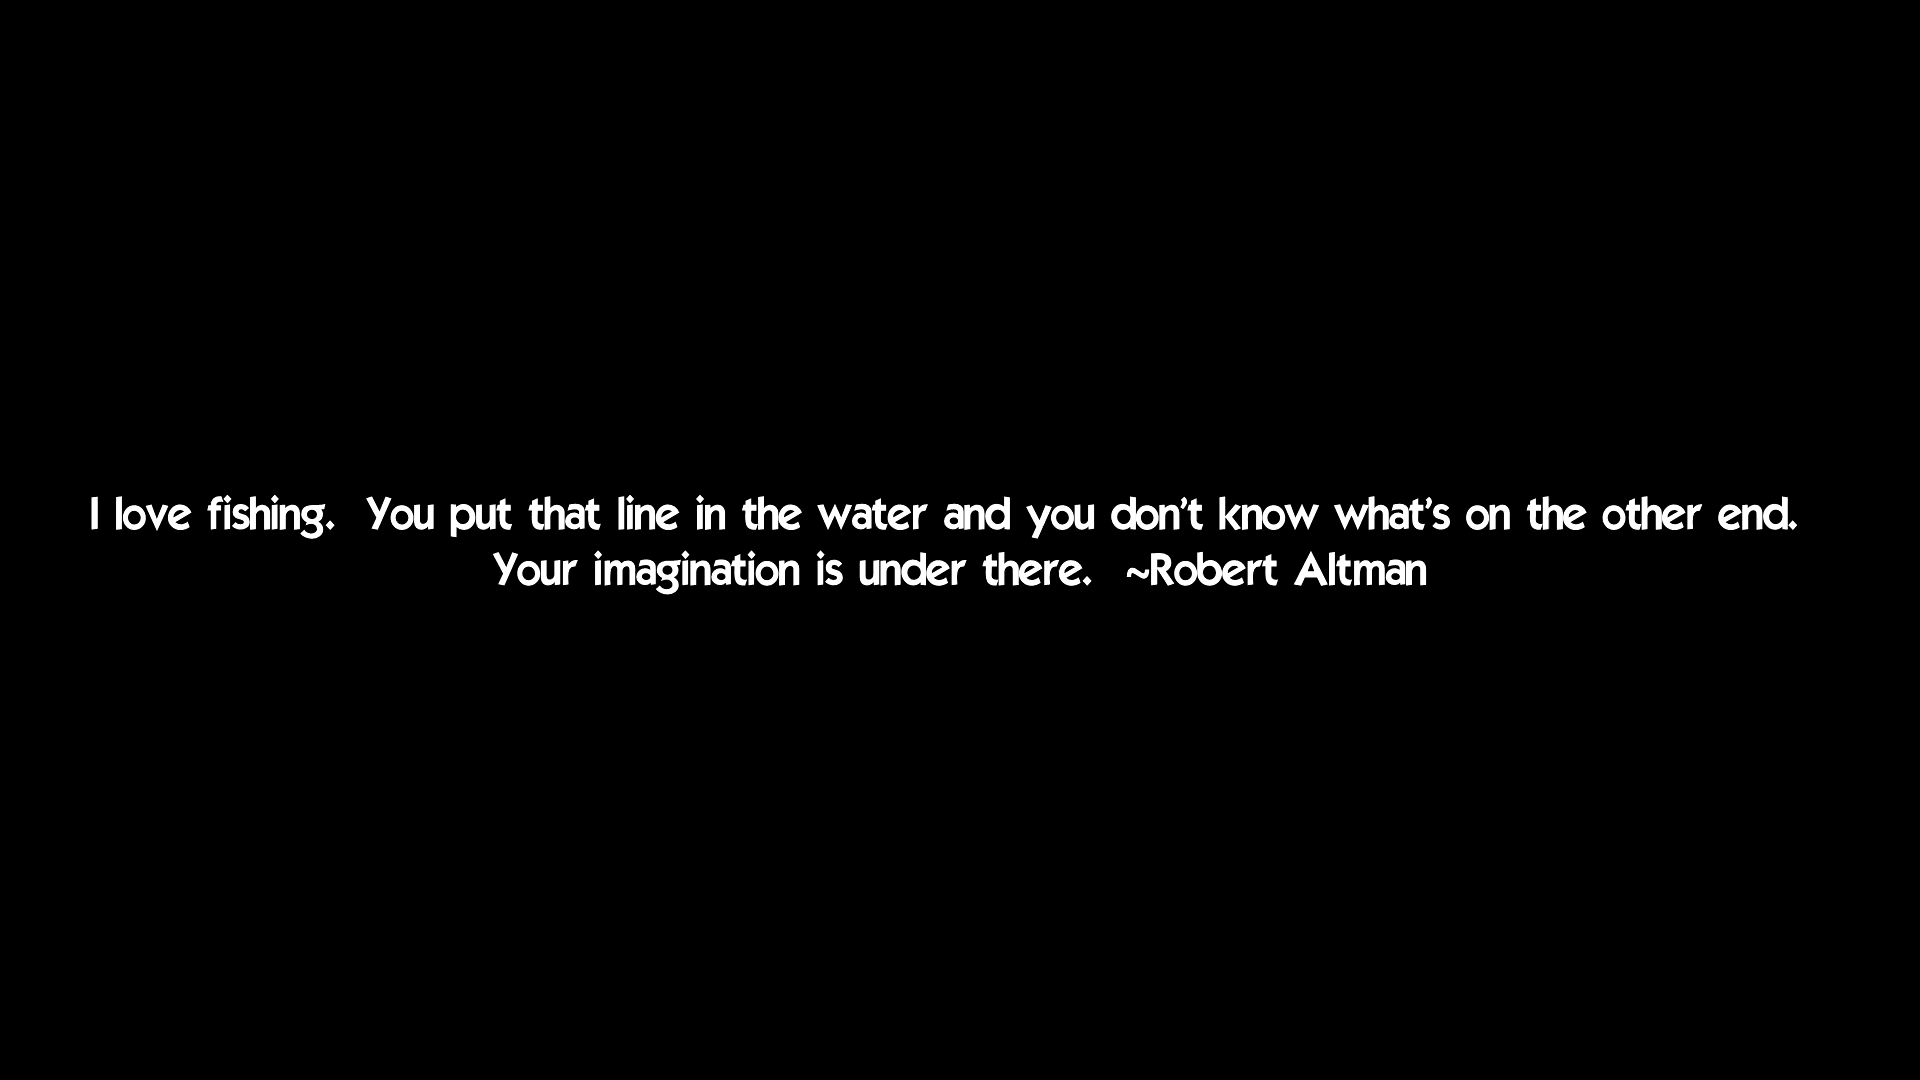 I love fishing.  You put that line in the water and you don't know what's on the other end.
Your imagination is under there.  ~Robert Altman